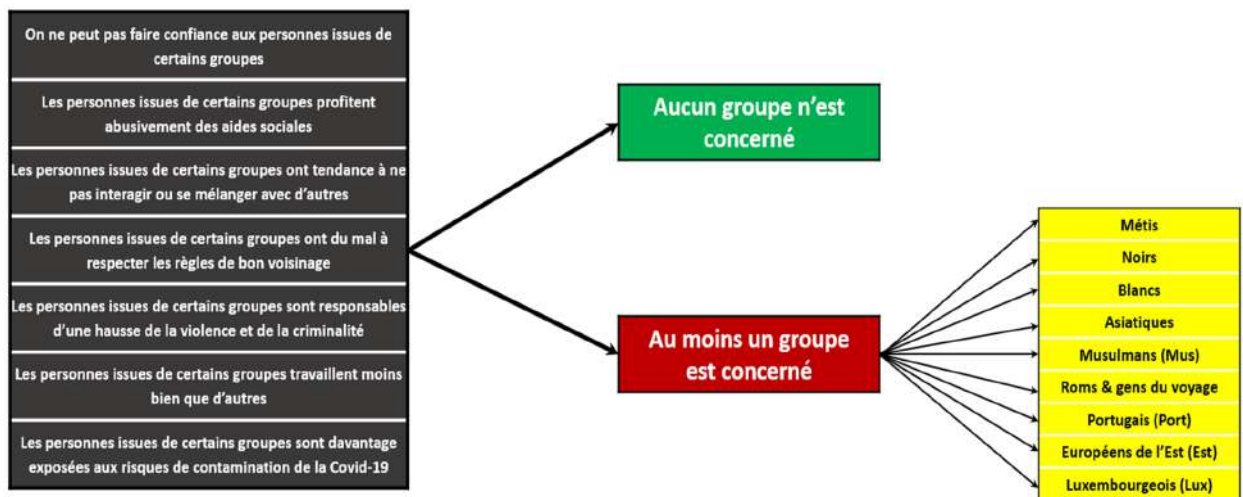 On ne peut pas faire confiance aux personnes issues de
certains groupes
Les personnes issues de certains groupes profitent
abusivement des aides sociales
Les personnes issues de certains groupes ont tendance à ne
pas interagir ou se mélanger avec d'autres
Les personnes issues de certains groupes ont du mal à
respecter les règles de bon voisinage
Les personnes issues de certains groupes sont responsables
d'une hausse de la violence et de la criminalité
Les personnes issues de certains groupes travaillent moins
bien que d'autres
Les personnes issues de certains groupes sont davantage
exposées aux risques de contamination de la Covid-19
Aucun groupe n'est
concerné
Au moins un groupe
est concerné
Métis
Noirs
Blancs
Asiatiques
Musulmans (Mus)
Roms & gens du voyage
Portugais (Port)
Européens de l'Est (Est)
Luxembourgeois (Lux)